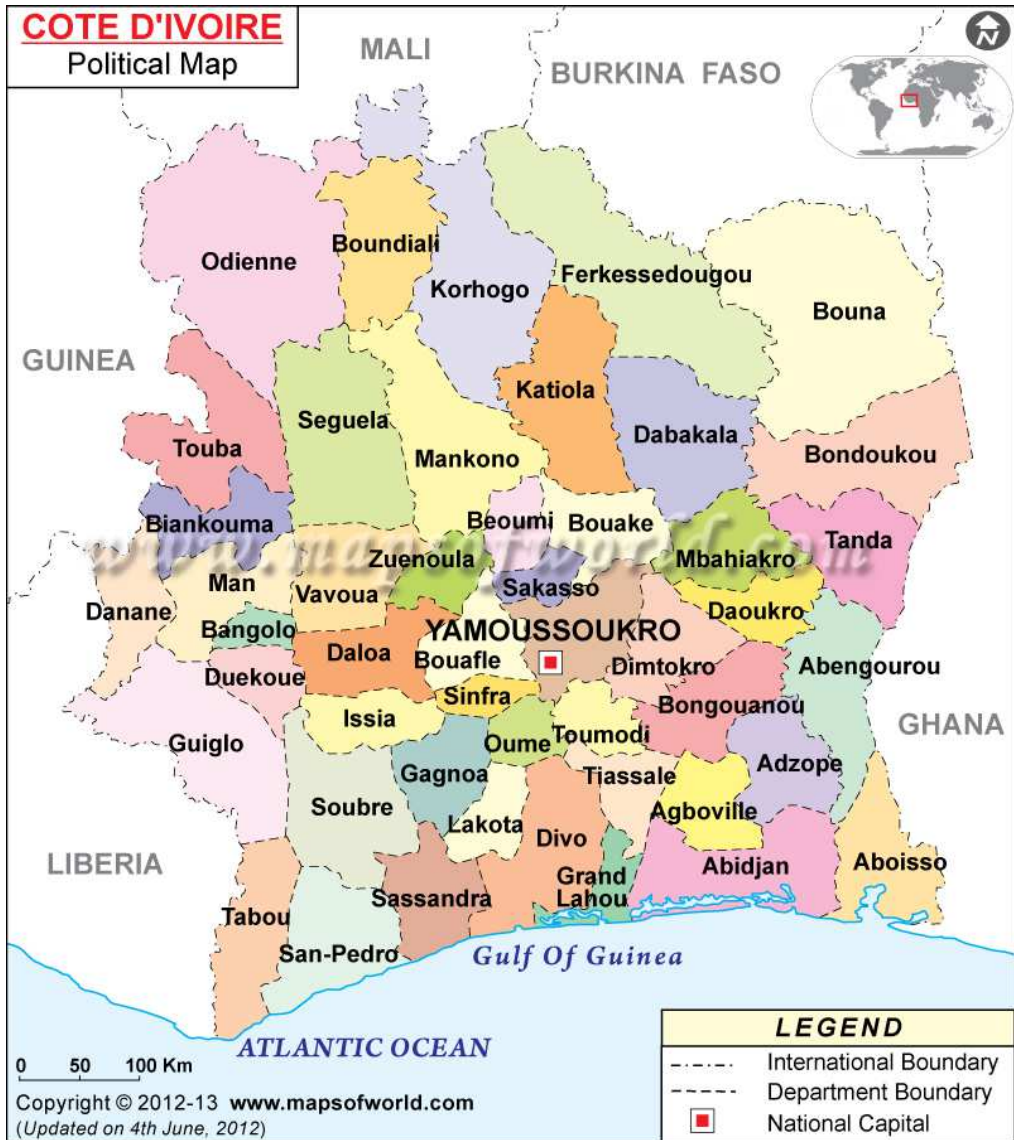 COTE D'IVOIRE
Political Map
N
MALI
BURKINA FASO
Odienne
Boundiali
Korhogo
Ferkessedougou
Bouna
GUINEA
Katiola
Seguela
Dabakala
Touba
Mankono
Bondoukou
Biankouma
Beoumi
Bouake
Tanda
www.mapsofworld.com
Zuenoula
Mbahiakro
Man
Vavoua
Sakasso
Danane
Daoukro
Bangolo
YAMOUSSOUKRO
Daloa
Bouafle
Dimtokro
Abengourou
Duekoue
Sinfra
Issia
Bongouanou
GHANA
Guiglo
Oume
Toumodi
Gagnoa
Tiassale
Adzope
Soubre
Agboville
Lakota
Divo
LIBERIA
Abidjan
Aboisso
Grand
Lahou
Sassandra
Tabou
San-Pedro
Gulf Of Guinea
ATLANTIC OCEAN
0 50 100 Km
Copyright © 2012-13 www.mapsofworld.com
(Updated on 4th June, 2012)
LEGEND
International Boundary
Department Boundary
National Capital